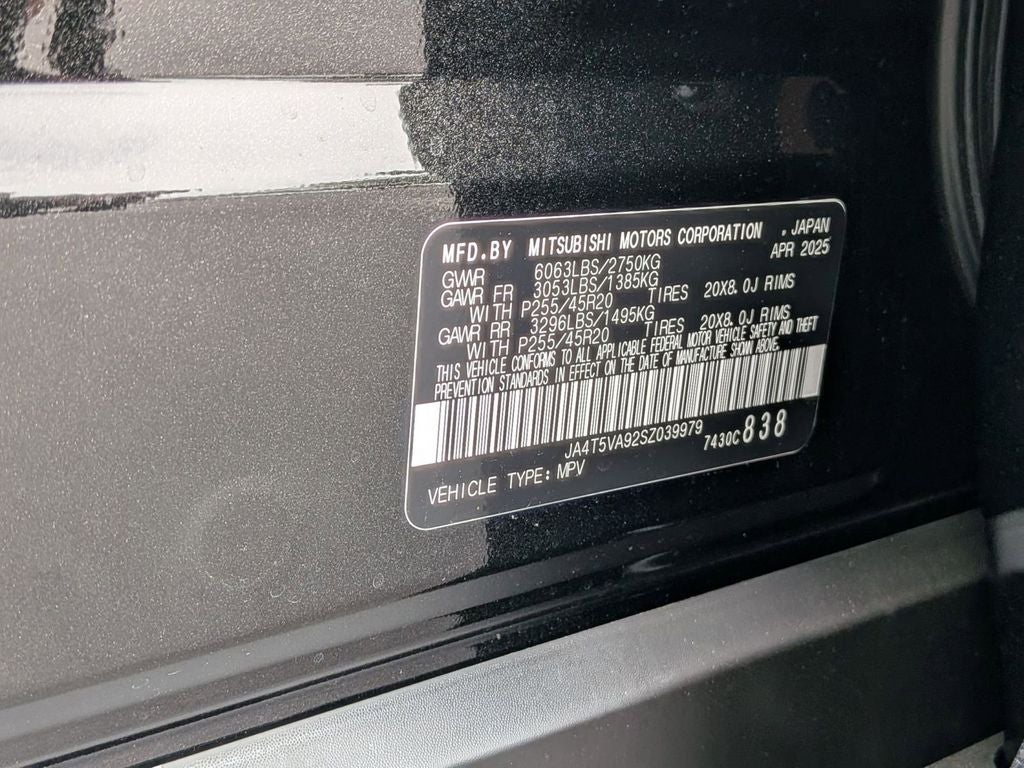 MFD.BY MITSUBISHI MOTORS CORPORATION , JAPAN
APR 2025
GWVR 6063LBS/2750KG
GAWR FR 3053LBS/1385KG
WITH P255/45R20 TIRES 20X8.0J RIMS
GAWR RR 3296LBS/1495KG
WITH P255/45R20 TIRES 20X8.0J RIMS
THIS VEHICLE CONFORMS TO ALL APPLICABLE FEDERAL MOTOR VEHICLE SAFETY AND THEFT
PREVENTION STANDARDS IN EFFECT ON THE DATE OF MANUFACTURE SHOWN ABOVE.
JA4T5VA92SZ039979 7430C838
VEHICLE TYPE: MPV